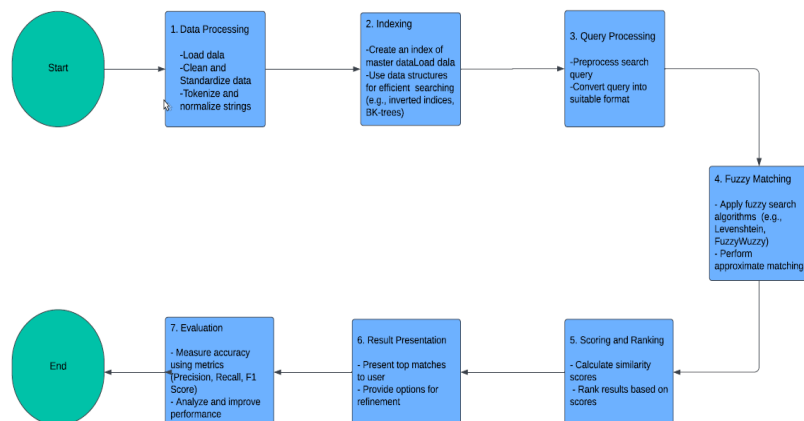 Start
1. Data Processing
-Load dala
-Clean and
Standardize data
-Tokenize and
normalize strings
2. Indexing
-Create an index of
master dataLoad dala
-Use data structures
for efficient searching
(e.g., inverted indices,
BK-trees)
3. Query Processing
-Preprocess search
query
-Convert query into
suitable format
4. Fuzzy Matching
- Apply fuzzy search
algorithms (e.g.,
Levenshtein,
FuzzyWuzzy)
- Perform
approximate matching
5. Scoring and Ranking
- Calculate similarity
scores
- Rank results based on
scores
6. Result Presentation
- Present top matches
to user
- Provide options for
refinement
7. Evaluation
- Measure accuracy
using metrics
(Precision, Recall, F1
Score)
- Analyze and improve
performance
End